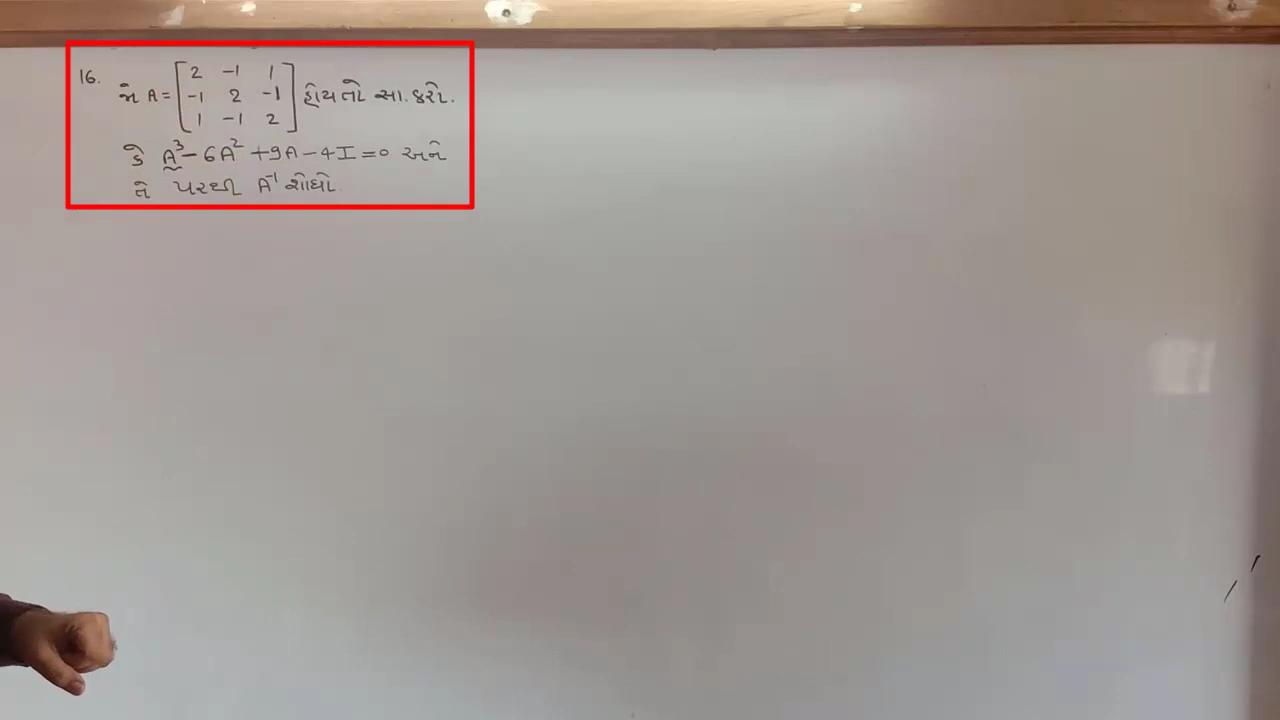 16.
જો A = [ 2 -1 1
-1 2 -1
1 -1 2 ] હોય તો સા. કરો.
કે A³ - 6A² + 9A - 4I = 0 અને
તે પરથી A⁻¹ શોધો.